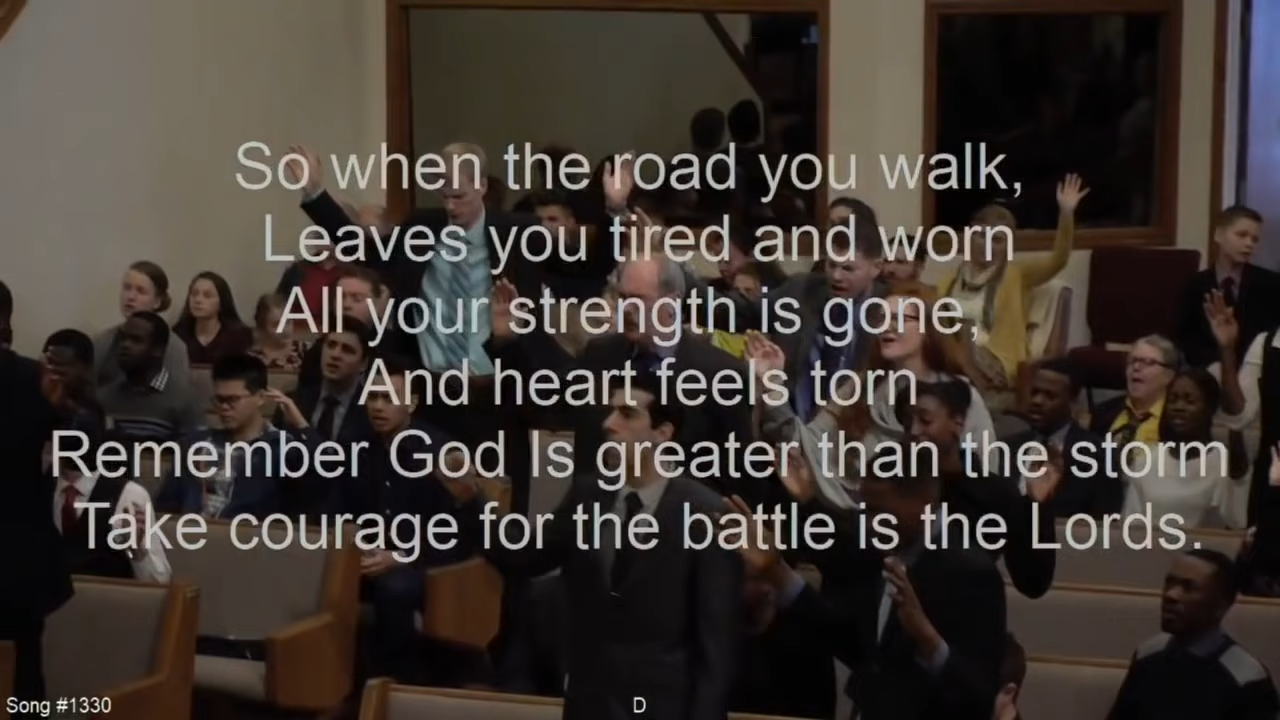 So when the road you walk,
Leaves you tired and worn
All your strength is gone,
And heart feels torn
Remember God Is greater than the storm
Take courage for the battle is the Lords.
Song #1330
D